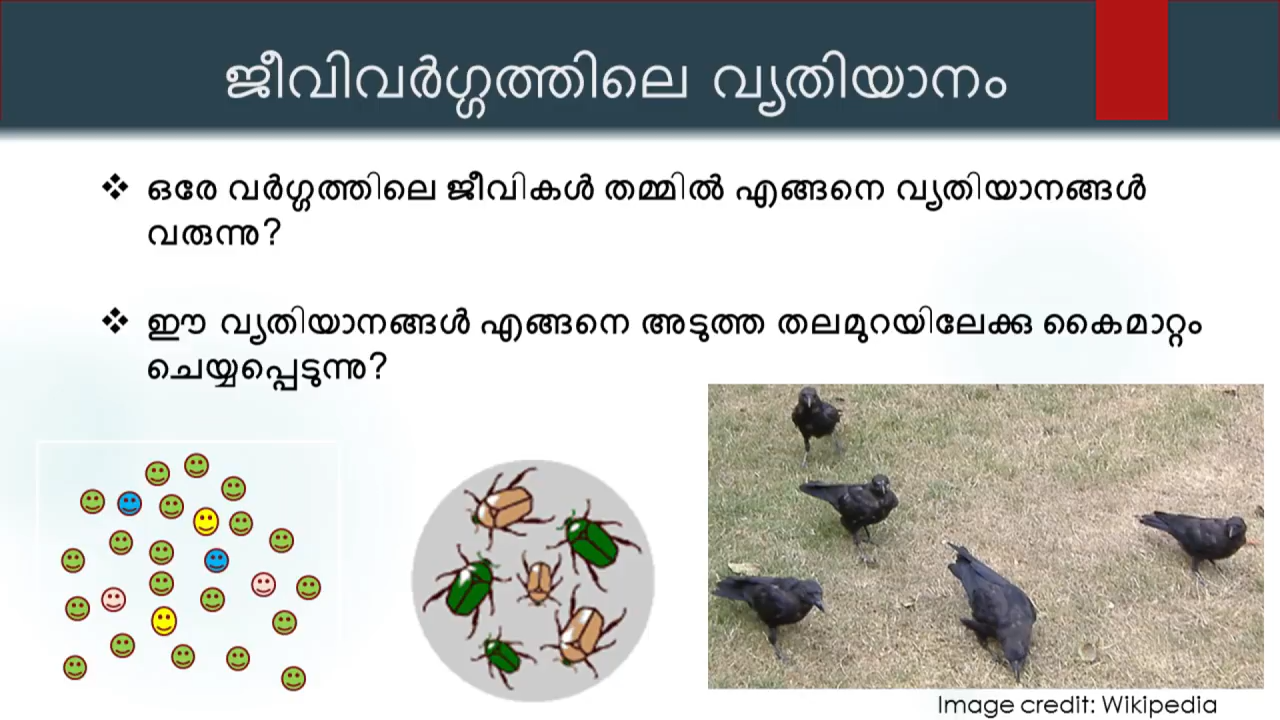 ജീവിവർഗ്ഗത്തിലെ വ്യതിയാനം
❖ ഒരേ വർഗ്ഗത്തിലെ ജീവികൾ തമ്മിൽ എങ്ങനെ വ്യതിയാനങ്ങൾ
വരുന്നു?
❖ ഈ വ്യതിയാനങ്ങൾ എങ്ങനെ അടുത്ത തലമുറയിലേക്കു കൈമാറ്റം
ചെയ്യപ്പെടുന്നു?
Image credit: Wikipedia